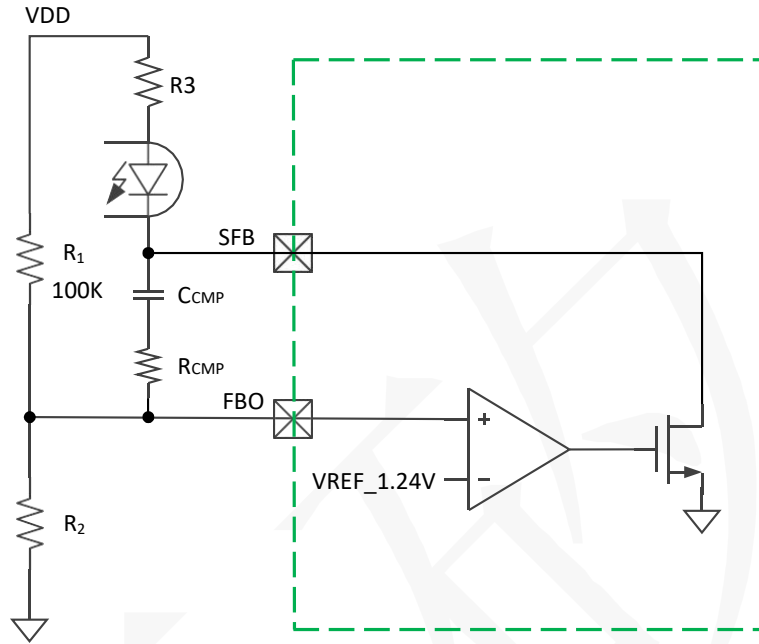 VDD
R3
SFB
R1
100K
CCMP
RCMP
FBO
+
VREF_1.24V
-
R2